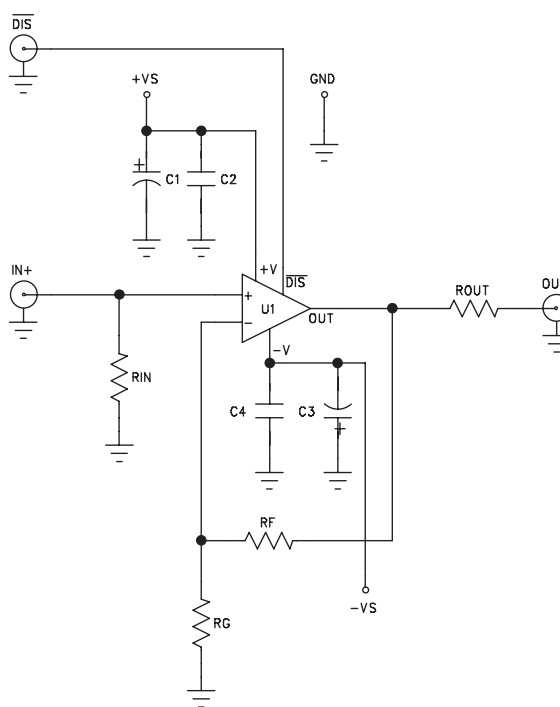 DIS
+VS
GND
+
C1
C2
IN+
+V
DIS
+
U1
−
OUT
ROUT
OU
−V
RIN
C4
C3
+
RF
−VS
RG